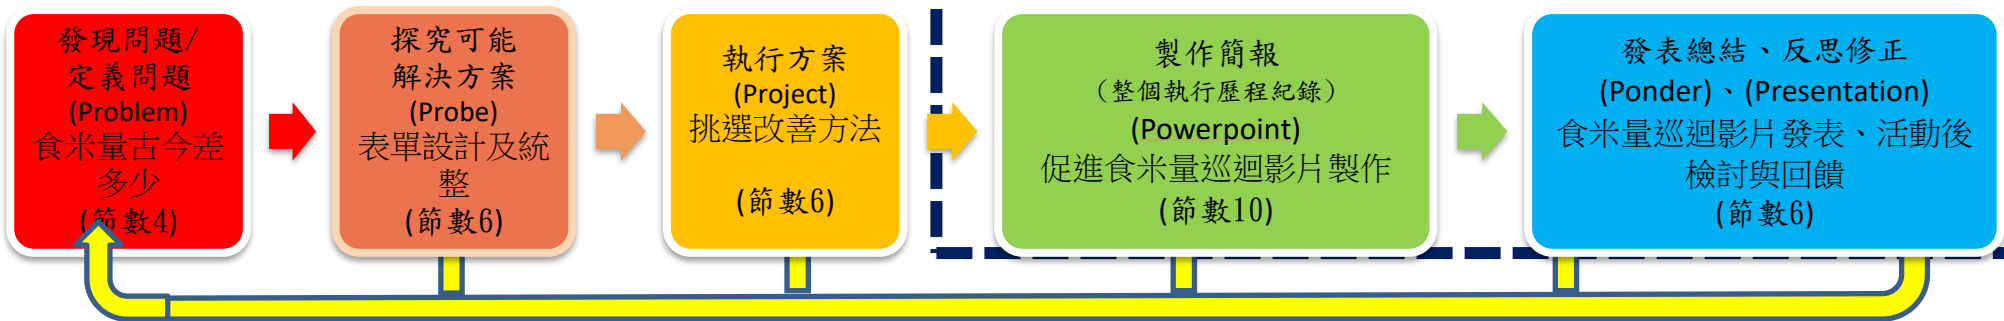 發現問題/
定義問題
(Problem)
食米量古今差
多少
(節數4)
探究可能
解決方案
(Probe)
表單設計及統
整
(節數6)
執行方案
(Project)
挑選改善方法
(節數6)
製作簡報
（整個執行歷程紀錄）
(Powerpoint)
促進食米量巡迴影片製作
(節數10)
發表總結、反思修正
(Ponder)、(Presentation)
食米量巡迴影片發表、活動後
檢討與回饋
(節數6)